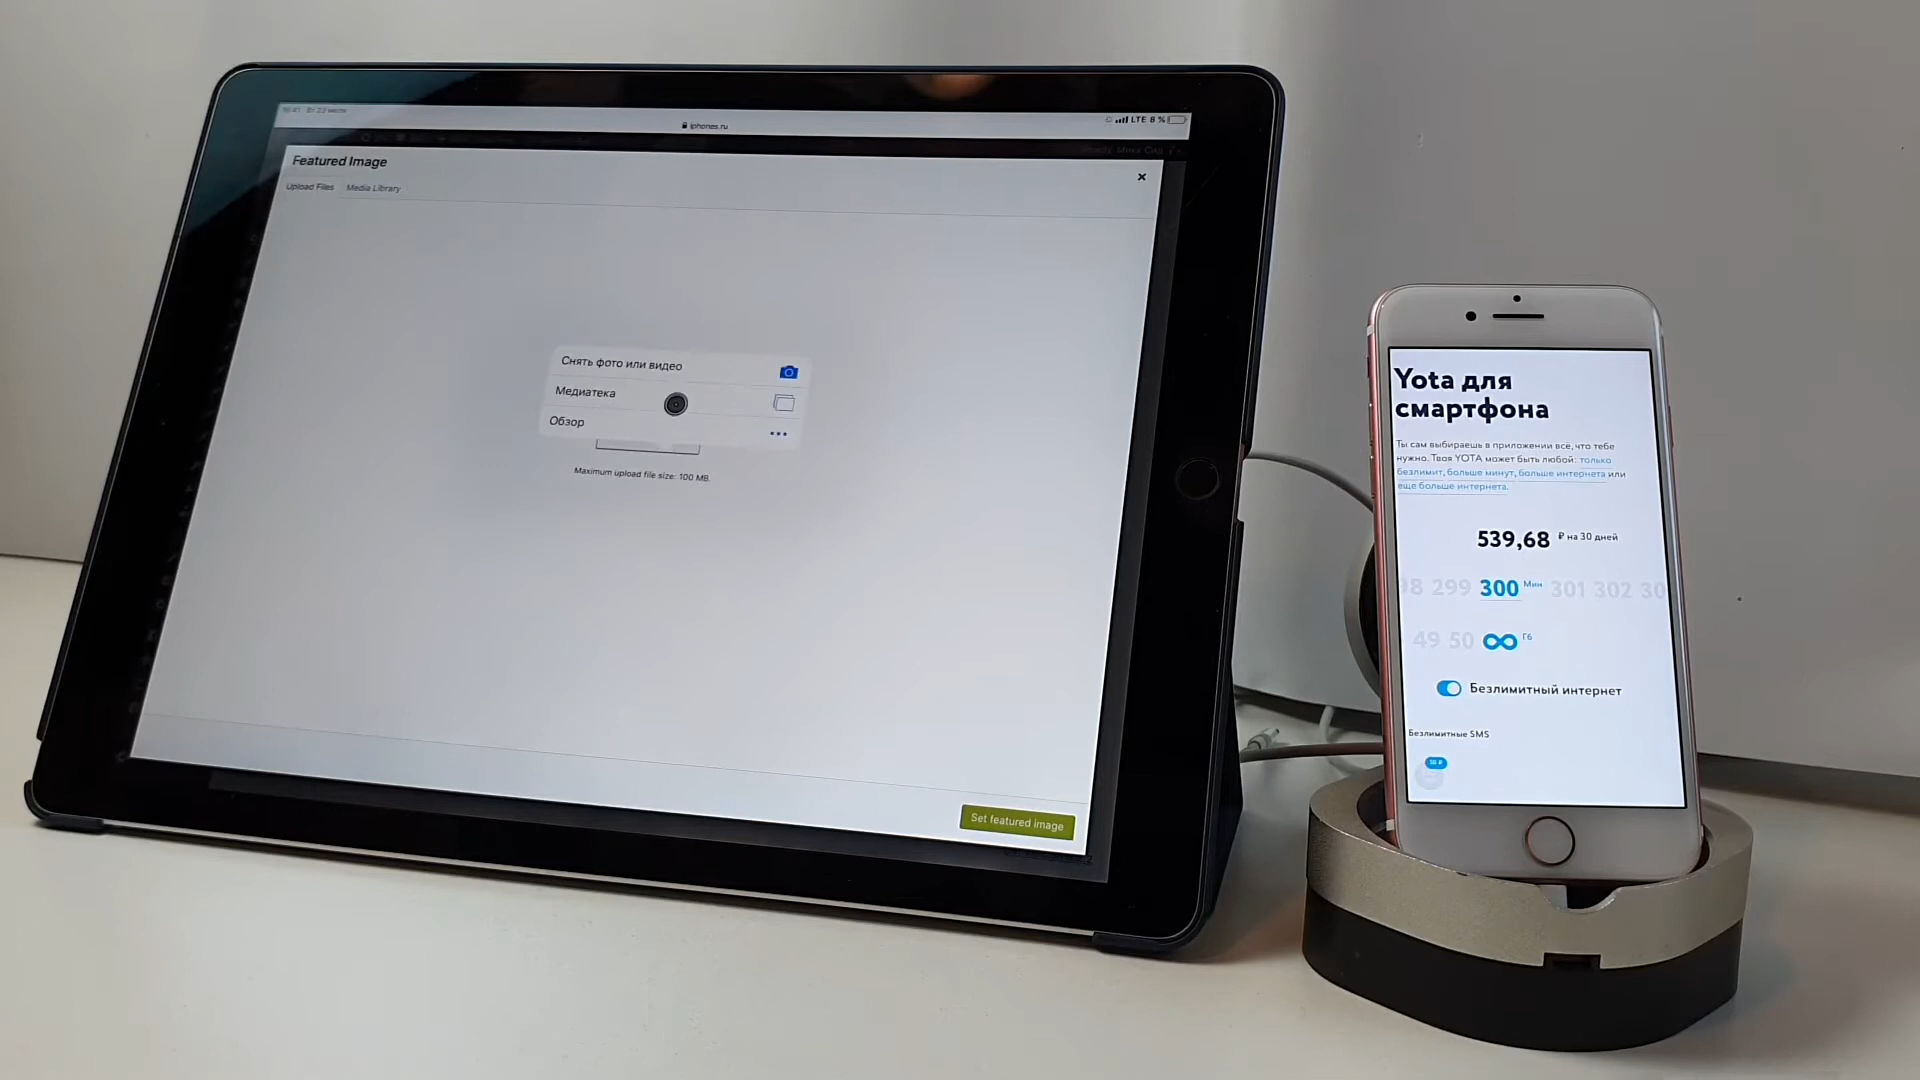 iphones.ru
LTE 8 %
Featured Image
Upload Files Media Library
Снять фото или видео
Медиатека
Обзор
Maximum upload file size: 100 MB.
Set featured image
Yota для
смартфона
Ты сам выбираешь в приложении всё, что тебе
нужно. Твоя YOTA может быть любой: только
безлимит, больше минут, больше интернета или
еще больше интернета.
539,68 ₽ на 30 дней
98 299 300 Мин 301 302 30
49 50 ∞ Гб
Безлимитный интернет
Безлимитные SMS